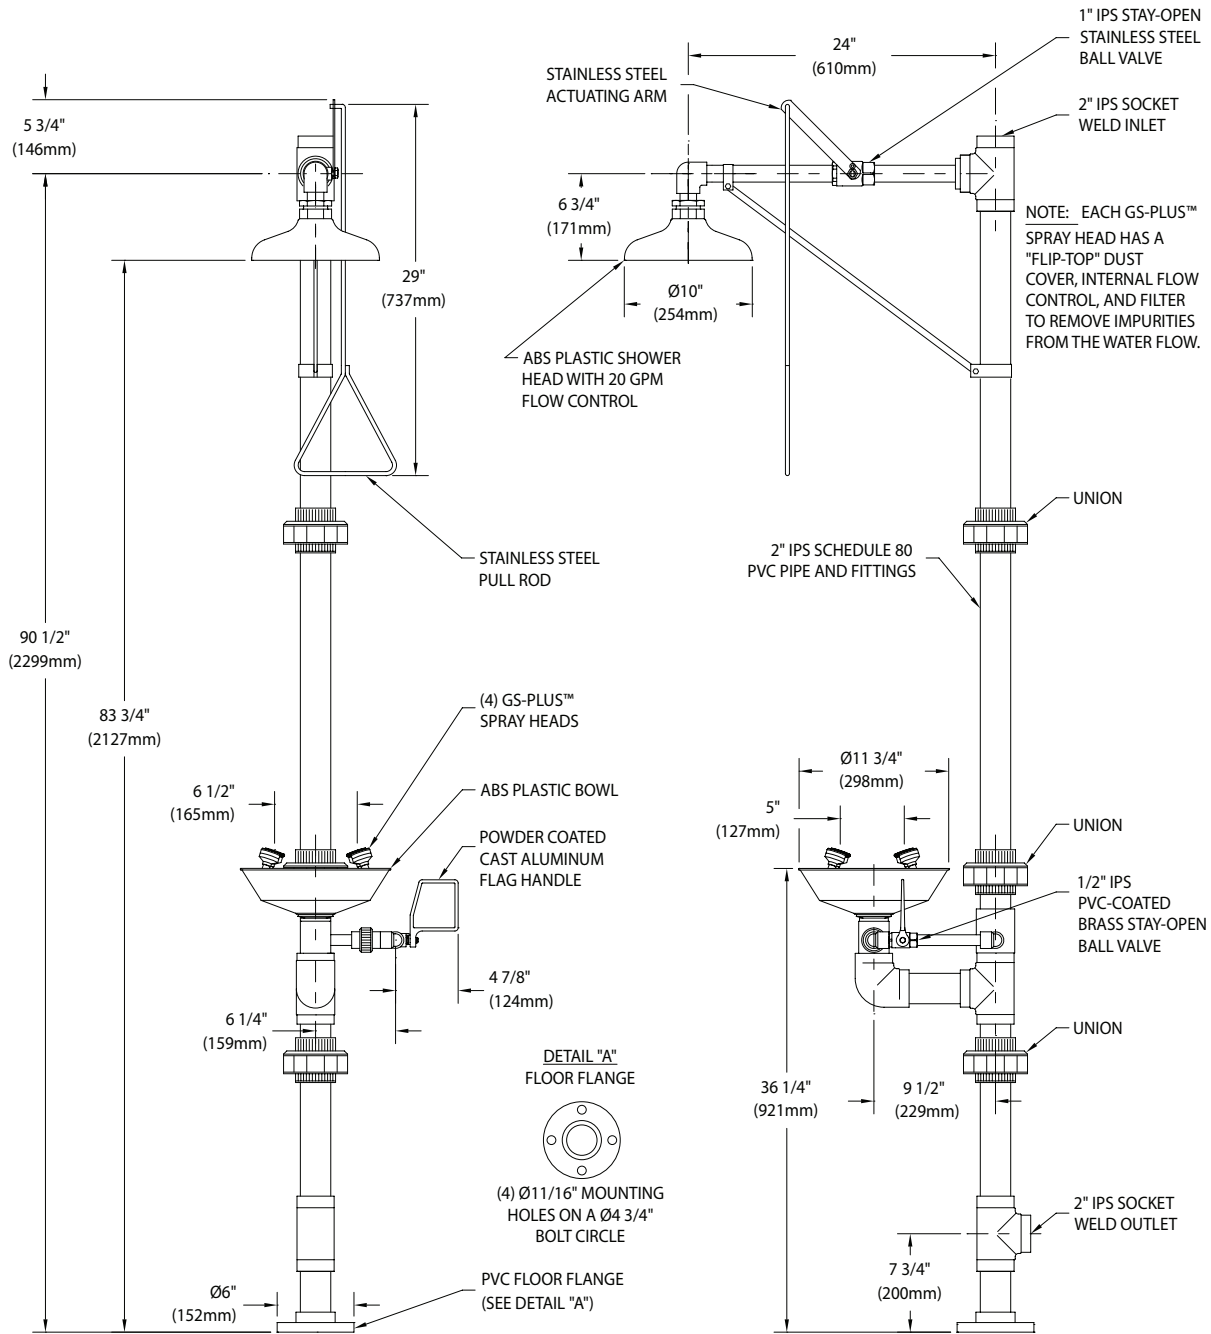 1" IPS STAY-OPEN
STAINLESS STEEL
BALL VALVE
24"
(610mm)
STAINLESS STEEL
ACTUATING ARM
2" IPS SOCKET
WELD INLET
5 3/4"
(146mm)
6 3/4"
(171mm)
NOTE: EACH GS-PLUS™
SPRAY HEAD HAS A
"FLIP-TOP" DUST
COVER, INTERNAL FLOW
CONTROL, AND FILTER
TO REMOVE IMPURITIES
FROM THE WATER FLOW.
29"
(737mm)
Ø10"
(254mm)
ABS PLASTIC SHOWER
HEAD WITH 20 GPM
FLOW CONTROL
UNION
STAINLESS STEEL
PULL ROD
2" IPS SCHEDULE 80
PVC PIPE AND FITTINGS
90 1/2"
(2299mm)
83 3/4"
(2127mm)
(4) GS-PLUS™
SPRAY HEADS
6 1/2"
(165mm)
ABS PLASTIC BOWL
POWDER COATED
CAST ALUMINUM
FLAG HANDLE
Ø11 3/4"
(298mm)
5"
(127mm)
UNION
1/2" IPS
PVC-COATED
BRASS STAY-OPEN
BALL VALVE
4 7/8"
(124mm)
6 1/4"
(159mm)
UNION
DETAIL "A"
FLOOR FLANGE
36 1/4"
(921mm)
9 1/2"
(229mm)
(4) Ø11/16" MOUNTING
HOLES ON A Ø4 3/4"
BOLT CIRCLE
2" IPS SOCKET
WELD OUTLET
7 3/4"
(200mm)
Ø6"
(152mm)
PVC FLOOR FLANGE
(SEE DETAIL "A")